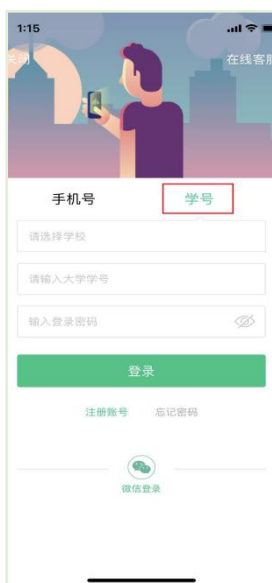 1:15
关闭
在线客服
手机号 学号
请选择学校
请输入大学学号
输入登录密码
登录
注册账号 忘记密码
微信登录